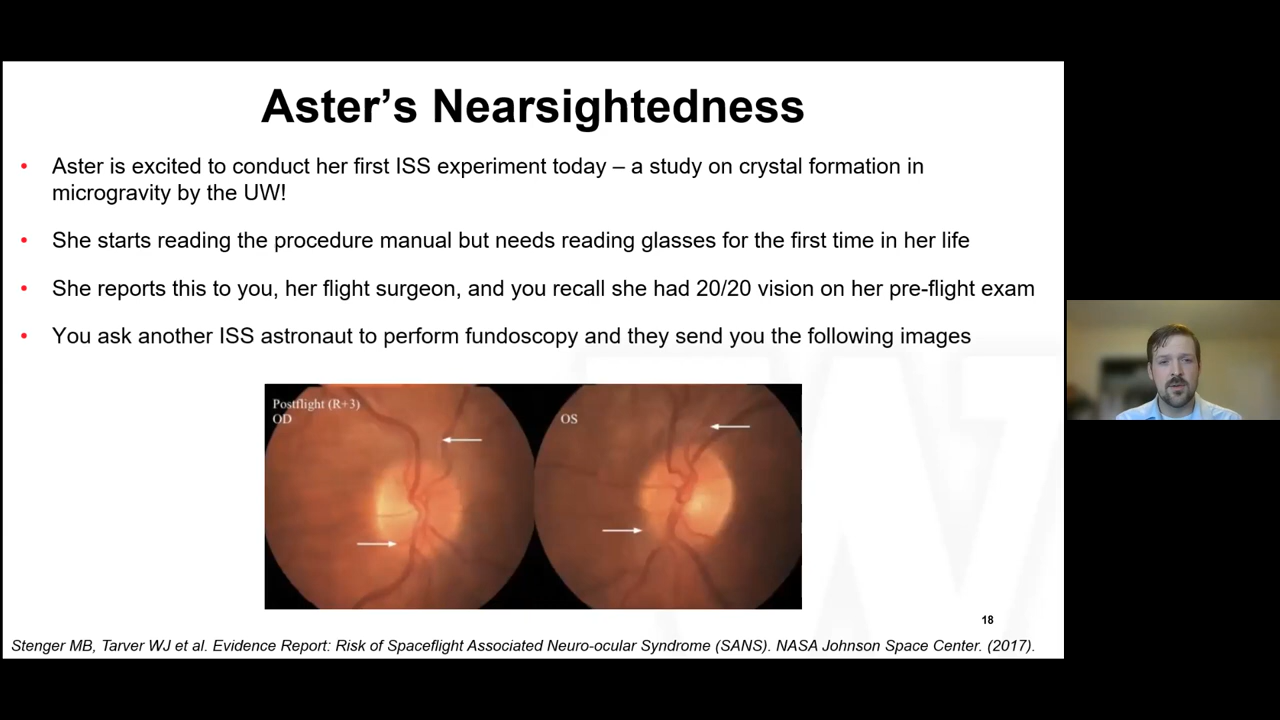 Aster’s Nearsightedness
• Aster is excited to conduct her first ISS experiment today – a study on crystal formation in
microgravity by the UW!
• She starts reading the procedure manual but needs reading glasses for the first time in her life
• She reports this to you, her flight surgeon, and you recall she had 20/20 vision on her pre-flight exam
• You ask another ISS astronaut to perform fundoscopy and they send you the following images
Postflight (R+3)
OD
OS
18
Stenger MB, Tarver WJ et al. Evidence Report: Risk of Spaceflight Associated Neuro-ocular Syndrome (SANS). NASA Johnson Space Center. (2017).